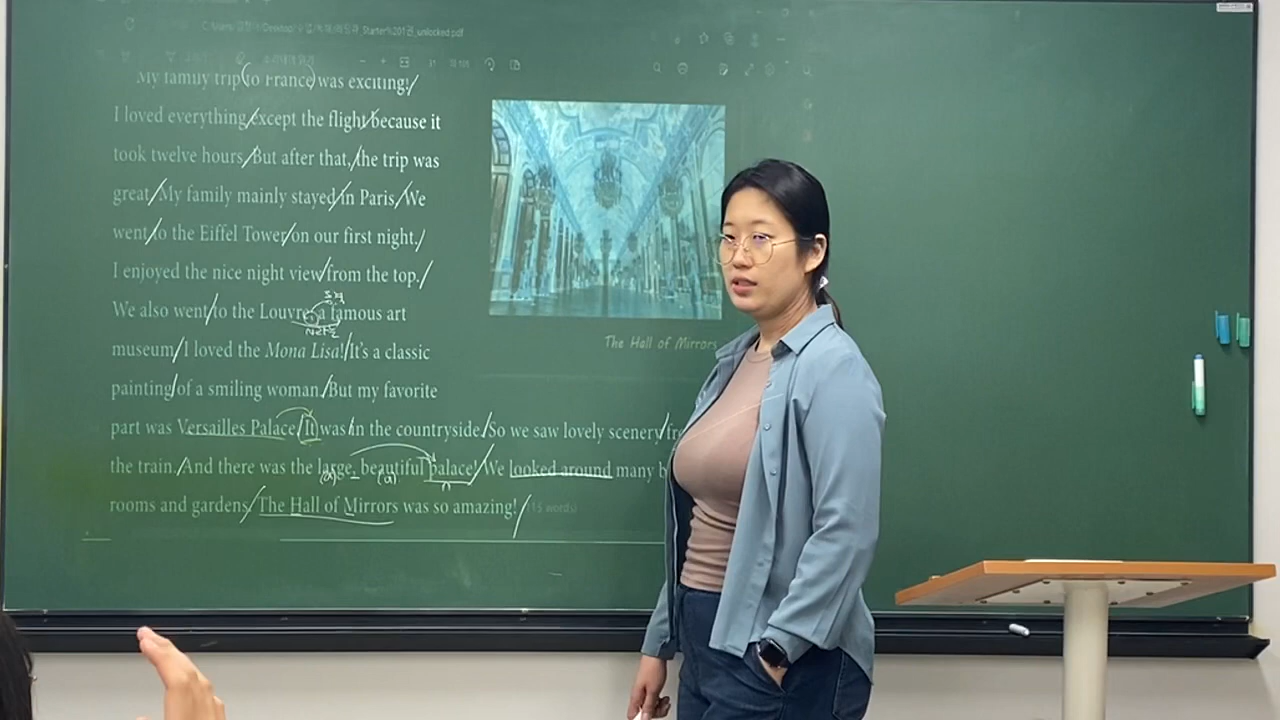 My family trip to France was exciting!
I loved everything except the flight because it
took twelve hours. But after that, the trip was
great. My family mainly stayed in Paris. We
went to the Eiffel Tower on our first night.
I enjoyed the nice night view from the top.
We also went to the Louvre, a famous art
museum. I loved the Mona Lisa! It's a classic
painting of a smiling woman. But my favorite
part was Versailles Palace. It was in the countryside. So we saw lovely scenery
the train. And there was the large, beautiful palace! We looked around many
rooms and gardens. The Hall of Mirrors was so amazing!
The Hall of Mirrors